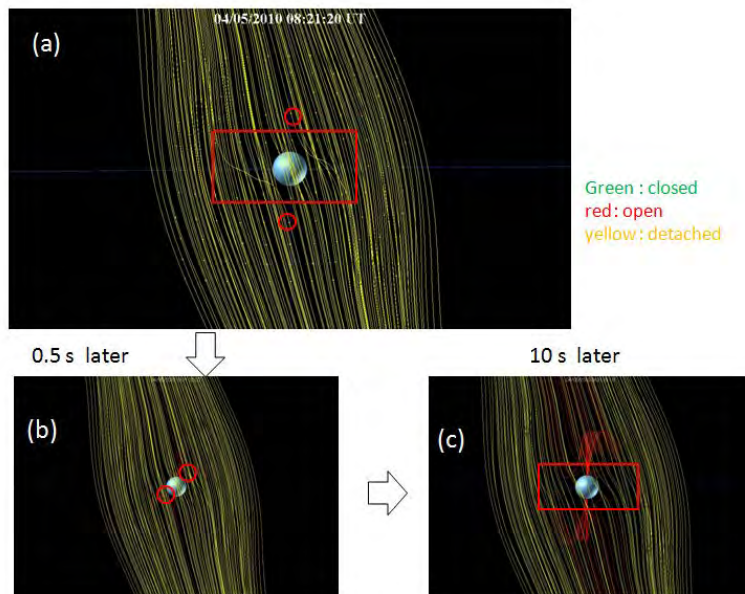 04/05/2010 08:21:20 UT
(a)
Green : closed
red : open
yellow : detached
0.5 s later
10 s later
(b)
(c)